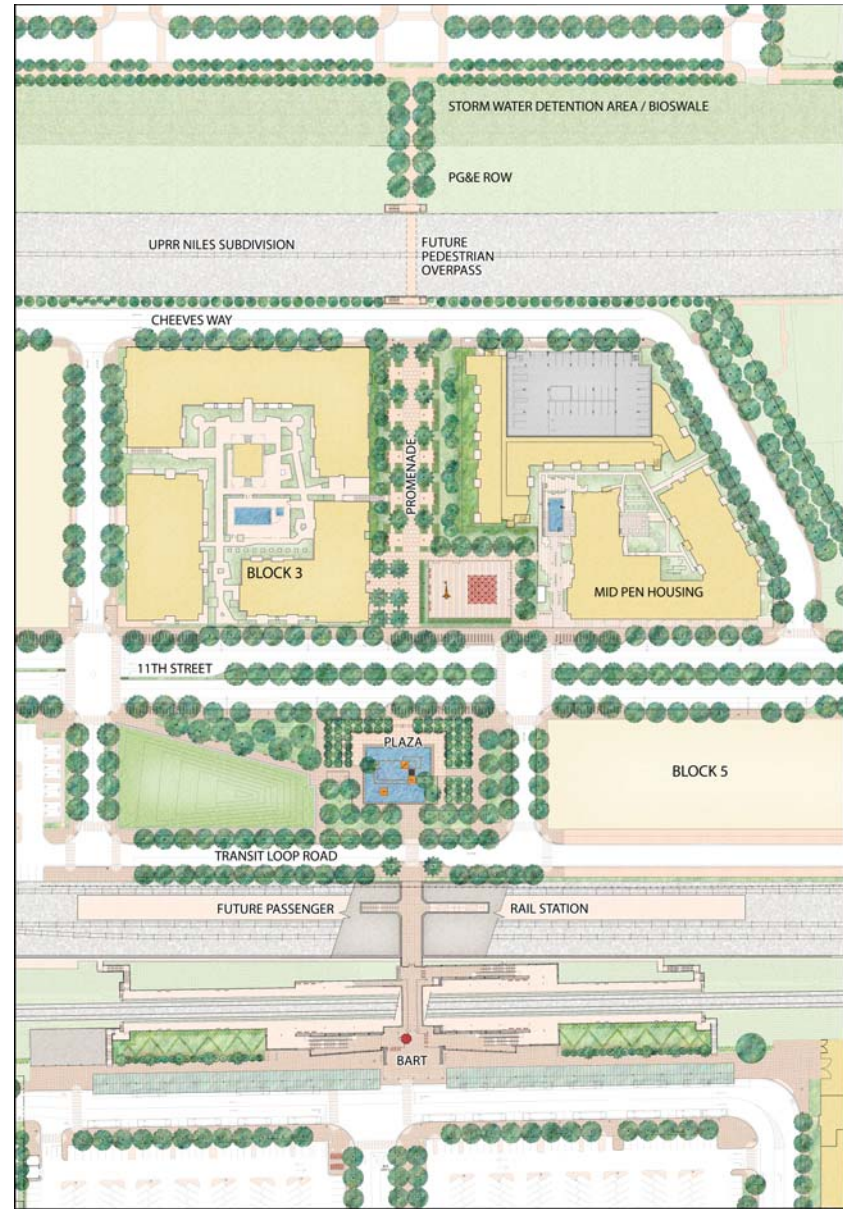 STORM WATER DETENTION AREA / BIOSWALE
PG&E ROW
UPRR NILES SUBDIVISION
FUTURE
PEDESTRIAN
OVERPASS
CHEEVES WAY
PROMENADE
BLOCK 3
MID PEN HOUSING
11TH STREET
PLAZA
BLOCK 5
TRANSIT LOOP ROAD
FUTURE PASSENGER
RAIL STATION
BART